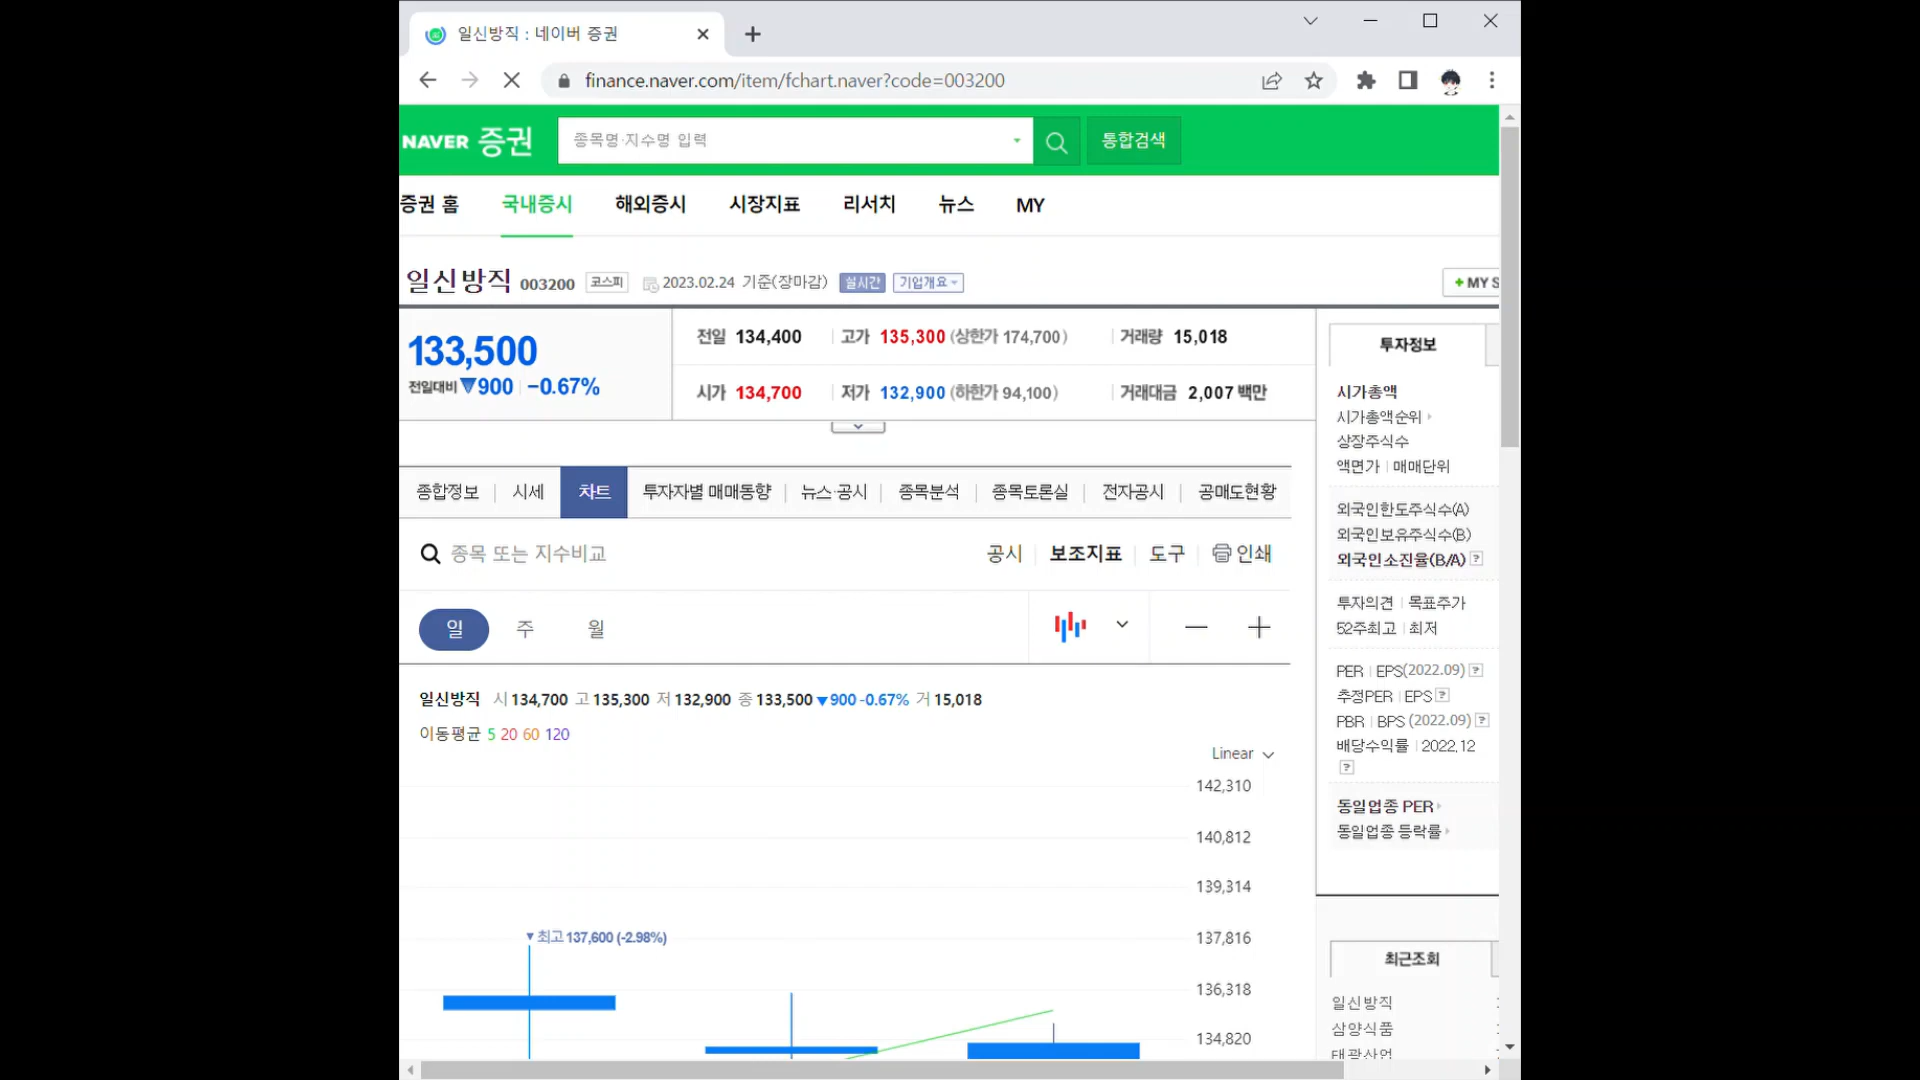 일신방직 : 네이버 증권
finance.naver.com/item/fchart.naver?code=003200
NAVER 증권 종목명·지수명 입력 통합검색
증권 홈 국내증시 해외증시 시장지표 리서치 뉴스 MY
일신방직 003200 코스피 2023.02.24 기준(장마감) 실시간 기업개요 + MY S
133,500
전일대비 ▼900 -0.67%
전일 134,400 고가 135,300 (상한가 174,700) 거래량 15,018
시가 134,700 저가 132,900 (하한가 94,100) 거래대금 2,007 백만
종합정보 시세 차트 투자자별 매매동향 뉴스·공시 종목분석 종목토론실 전자공시 공매도현황
종목 또는 지수비교 공시 보조지표 도구 인쇄
일 주 월
일신방직 시 134,700 고 135,300 저 132,900 종 133,500 ▼900 -0.67% 거 15,018
이동평균 5 20 60 120
Linear
142,310
140,812
139,314
137,816
136,318
134,820
▼최고 137,600 (-2.98%)
투자정보
시가총액
시가총액순위
상장주식수
액면가 | 매매단위
외국인한도주식수(A)
외국인보유주식수(B)
외국인소진율(B/A) ?
투자의견 | 목표주가
52주최고 | 최저
PER | EPS(2022.09) ?
추정PER | EPS ?
PBR | BPS (2022.09) ?
배당수익률 | 2022.12
?
동일업종 PER
동일업종 등락률
최근조회
일신방직
삼양식품
태광산업